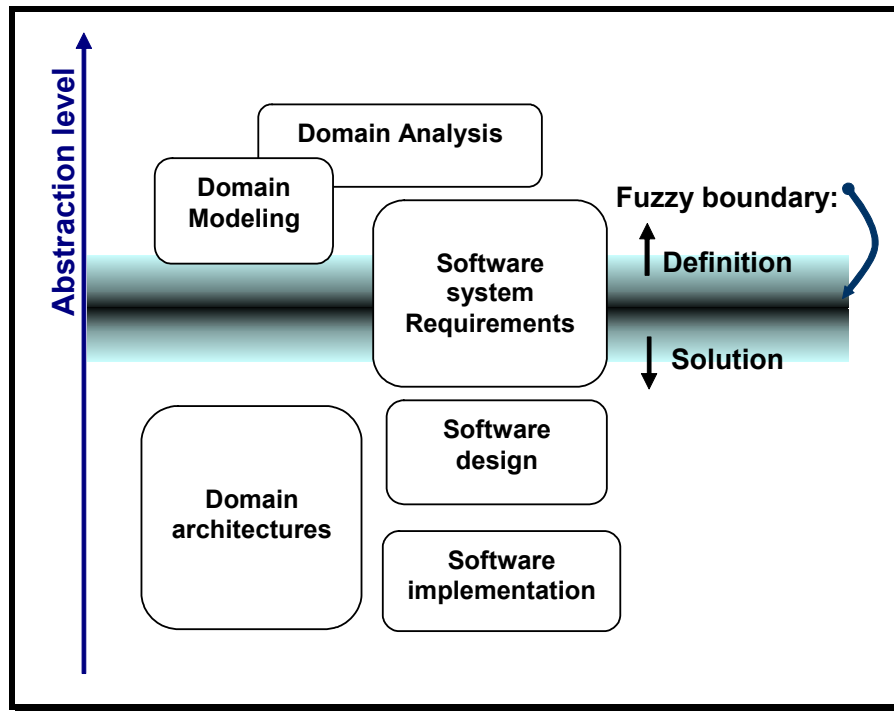 Abstraction level
Domain Analysis
Domain
Modeling
Fuzzy boundary:
Software
system
Requirements
Definition
Solution
Software
design
Domain
architectures
Software
implementation